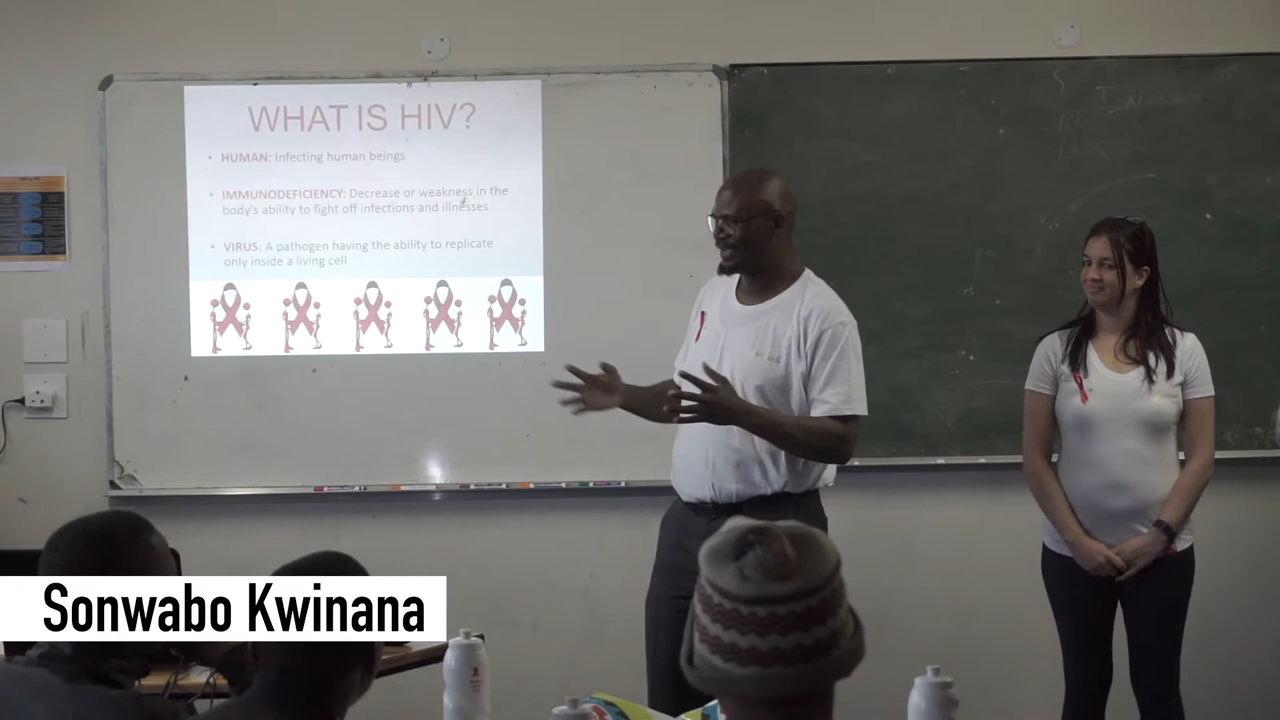 WHAT IS HIV?
• HUMAN: Infecting human beings
• IMMUNODEFICIENCY: Decrease or weakness in the
body's ability to fight off infections and illnesses
• VIRUS: A pathogen having the ability to replicate
only inside a living cell
Sonwabo Kwinana